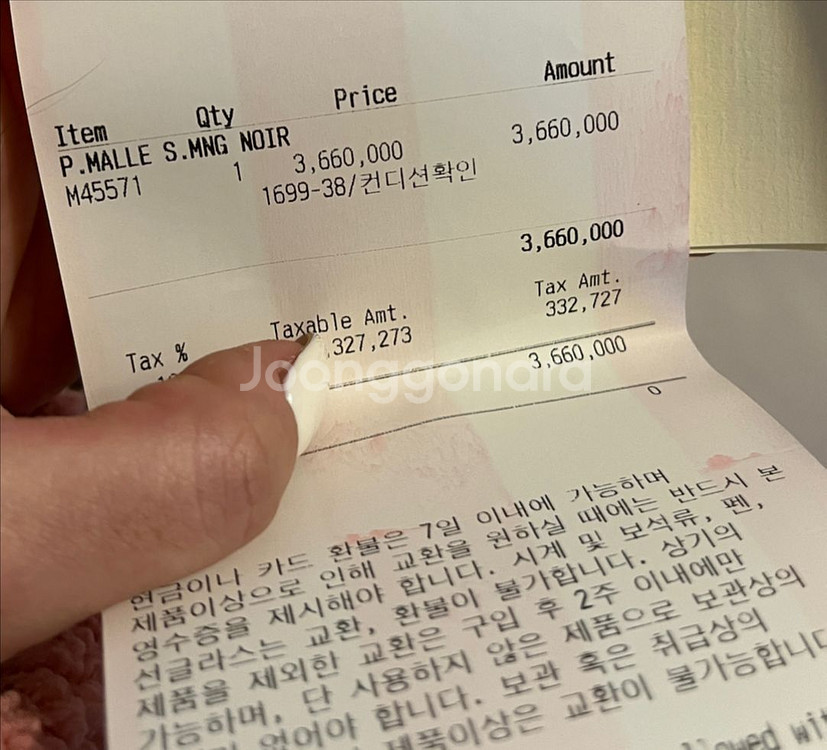 Item Qty Price Amount
P.MALLE S.MNG NOIR
M45571 1 3,660,000 3,660,000
1699-38/컨디션확인
3,660,000
Tax % Taxable Amt. Tax Amt.
,327,273 332,727
3,660,000
0
Joonggonara
현금이나 카드 환불은 7일 이내에 가능하며
제품이상으로 인해 교환을 원하실 때에는 반드시 본
영수증을 제시해야 합니다. 시계 및 보석류, 펜,
선글라스는 교환, 환불이 불가합니다. 상기의
제품을 제외한 교환은 구입 후 2주 이내에만
가능하며, 단 사용하지 않은 제품으로 보관상의
없어야 합니다. 보관 혹은 취급상의
제품이상은 교환이 불가능합니다